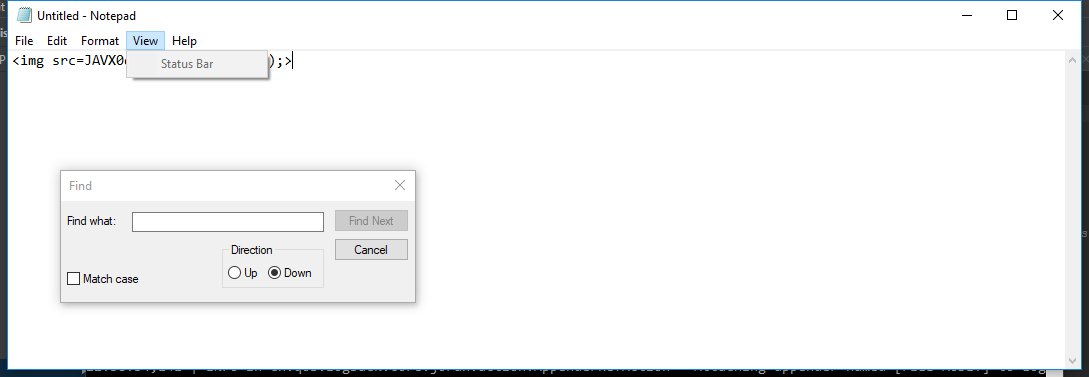 Untitled - Notepad
File Edit Format View Help
<img src=JAVX0 );>
Status Bar
Find
Find what:
Find Next
Direction
Cancel
Up Down
Match case